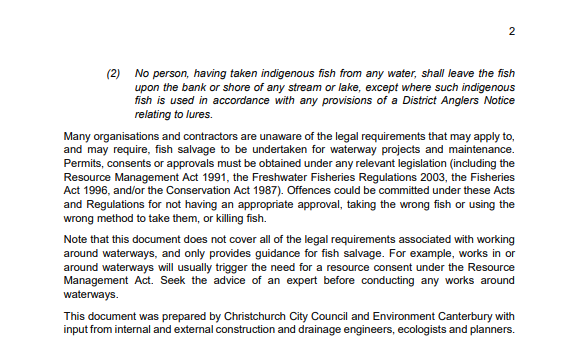 2
(2) No person, having taken indigenous fish from any water, shall leave the fish
upon the bank or shore of any stream or lake, except where such indigenous
fish is used in accordance with any provisions of a District Anglers Notice
relating to lures.
Many organisations and contractors are unaware of the legal requirements that may apply to,
and may require, fish salvage to be undertaken for waterway projects and maintenance.
Permits, consents or approvals must be obtained under any relevant legislation (including the
Resource Management Act 1991, the Freshwater Fisheries Regulations 2003, the Fisheries
Act 1996, and/or the Conservation Act 1987). Offences could be committed under these Acts
and Regulations for not having an appropriate approval, taking the wrong fish or using the
wrong method to take them, or killing fish.
Note that this document does not cover all of the legal requirements associated with working
around waterways, and only provides guidance for fish salvage. For example, works in or
around waterways will usually trigger the need for a resource consent under the Resource
Management Act. Seek the advice of an expert before conducting any works around
waterways.
This document was prepared by Christchurch City Council and Environment Canterbury with
input from internal and external construction and drainage engineers, ecologists and planners.